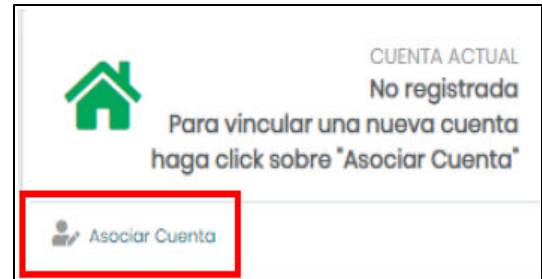 CUENTA ACTUAL
No registrada
Para vincular una nueva cuenta
haga click sobre "Asociar Cuenta"
Asociar Cuenta